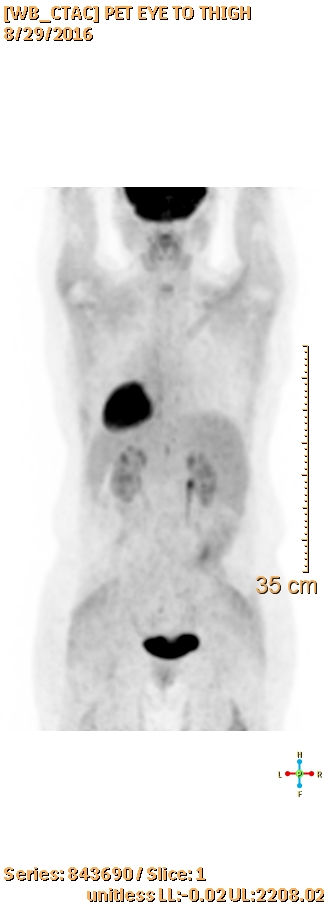 [WB_CTAC] PET EYE TO THIGH
8/29/2016
35 cm
H
L R
F
Series: 843690 / Slice: 1
unitless LL:-0.02 UL:2208.02